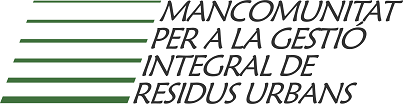 MANCOMUNITAT
PER A LA GESTIÓ
INTEGRAL DE
RESIDUS URBANS